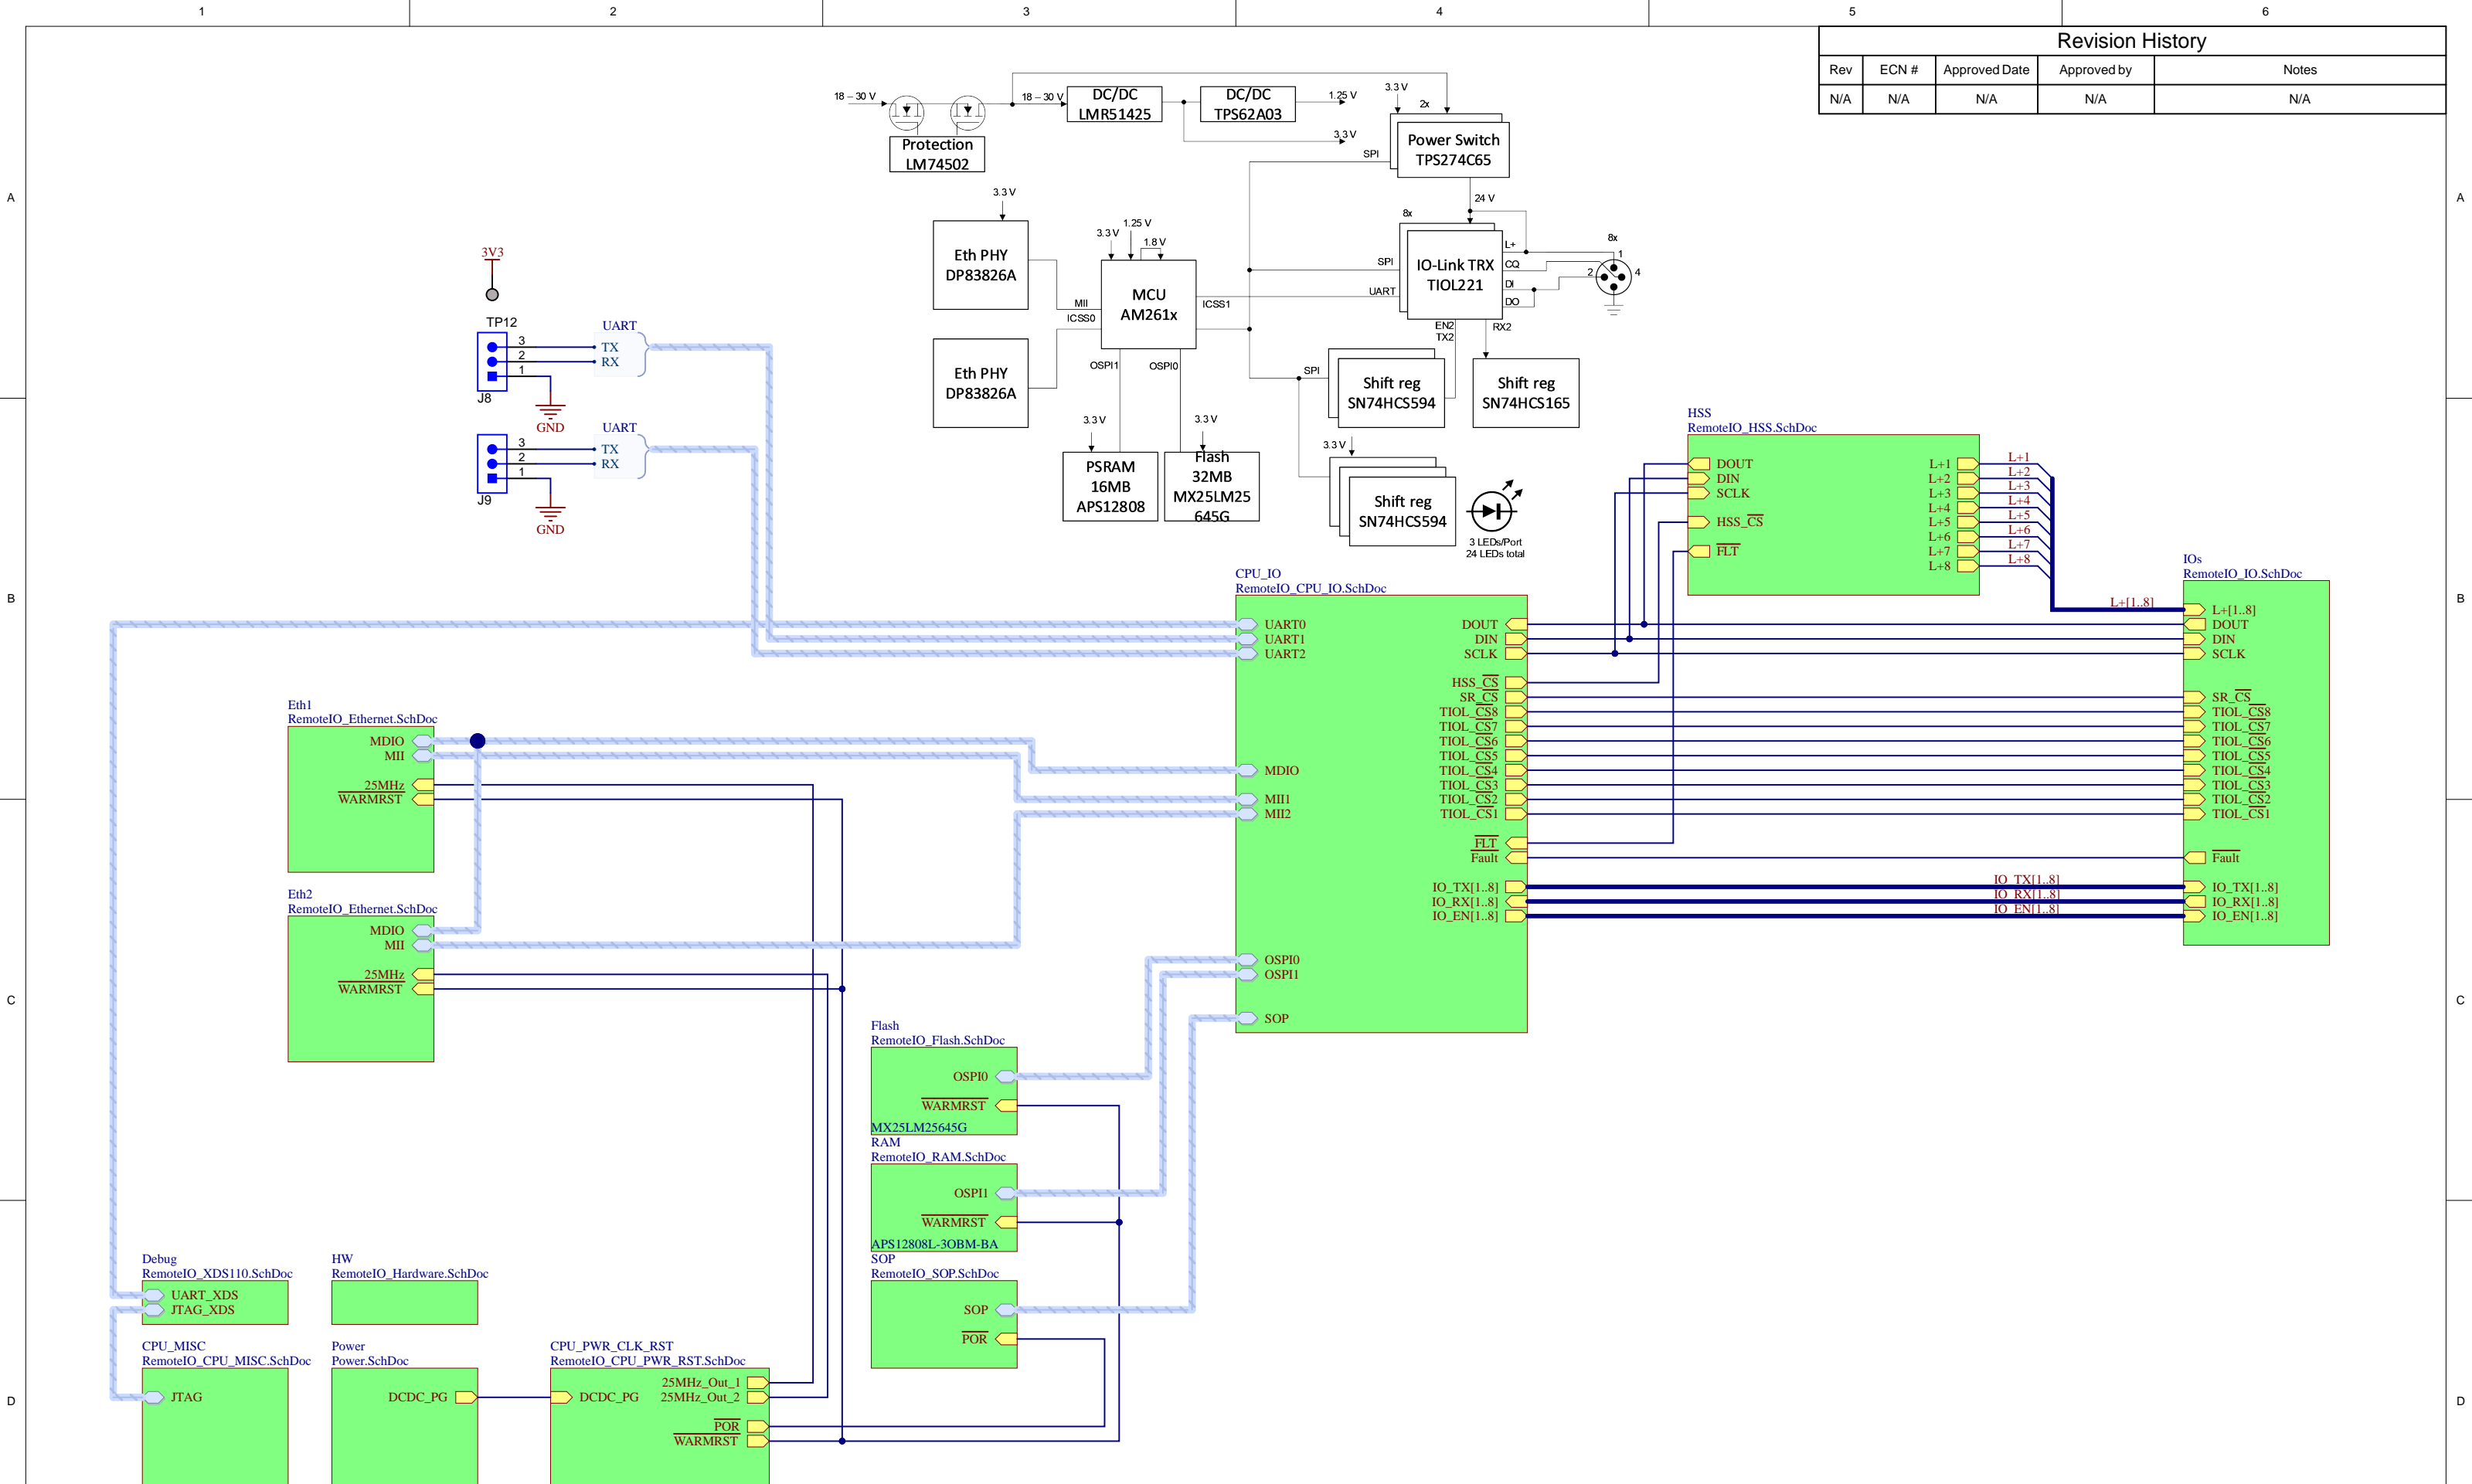 1 2 3 4 5 6
Revision History
Rev ECN # Approved Date Approved by Notes
N/A N/A N/A N/A N/A
A A
B B
C C
D D
18 – 30 V
Protection
LM74502
18 – 30 V
DC/DC
LMR51425
DC/DC
TPS62A03
1.25 V
3.3 V
3.3 V
2x
Power Switch
TPS274C65
SPI
24 V
3.3 V
Eth PHY
DP83826A
Eth PHY
DP83826A
MII
ICSS0
3.3 V
1.25 V
1.8 V
MCU
AM261x
ICSS1
OSPI1
OSPI0
8x
SPI
UART
IO-Link TRX
TIOL221
L+
CQ
DI
DO
8x
1
2
4
EN2
TX2
RX2
SPI
Shift reg
SN74HCS594
Shift reg
SN74HCS165
3.3 V
PSRAM
16MB
APS12808
3.3 V
Flash
32MB
MX25LM25
645G
3.3 V
Shift reg
SN74HCS594
3 LEDs/Port
24 LEDs total
3V3
TP12
3
2
1
J8
GND
UART
TX
RX
3
2
1
J9
GND
UART
TX
RX
HSS
RemoteIO_HSS.SchDoc
DOUT
DIN
SCLK
HSS_CS
FLT
L+1
L+2
L+3
L+4
L+5
L+6
L+7
L+8
L+1
L+2
L+3
L+4
L+5
L+6
L+7
L+8
L+[1..8]
IOs
RemoteIO_IO.SchDoc
L+[1..8]
DOUT
DIN
SCLK
SR_CS
TIOL_CS8
TIOL_CS7
TIOL_CS6
TIOL_CS5
TIOL_CS4
TIOL_CS3
TIOL_CS2
TIOL_CS1
Fault
IO_TX[1..8]
IO_RX[1..8]
IO_EN[1..8]
IO_TX[1..8]
IO_RX[1..8]
IO_EN[1..8]
CPU_IO
RemoteIO_CPU_IO.SchDoc
UART0
UART1
UART2
MDIO
MII1
MII2
OSPI0
OSPI1
SOP
DOUT
DIN
SCLK
HSS_CS
SR_CS
TIOL_CS8
TIOL_CS7
TIOL_CS6
TIOL_CS5
TIOL_CS4
TIOL_CS3
TIOL_CS2
TIOL_CS1
FLT
Fault
IO_TX[1..8]
IO_RX[1..8]
IO_EN[1..8]
Eth1
RemoteIO_Ethernet.SchDoc
MDIO
MII
25MHz
WARMRST
Eth2
RemoteIO_Ethernet.SchDoc
MDIO
MII
25MHz
WARMRST
Flash
RemoteIO_Flash.SchDoc
OSPI0
WARMRST
MX25LM25645G
RAM
RemoteIO_RAM.SchDoc
OSPI1
WARMRST
APS12808L-3OBM-BA
SOP
RemoteIO_SOP.SchDoc
SOP
POR
Debug
RemoteIO_XDS110.SchDoc
UART_XDS
JTAG_XDS
HW
RemoteIO_Hardware.SchDoc
CPU_MISC
RemoteIO_CPU_MISC.SchDoc
JTAG
Power
Power.SchDoc
DCDC_PG
CPU_PWR_CLK_RST
RemoteIO_CPU_PWR_RST.SchDoc
DCDC_PG
25MHz_Out_1
25MHz_Out_2
POR
WARMRST